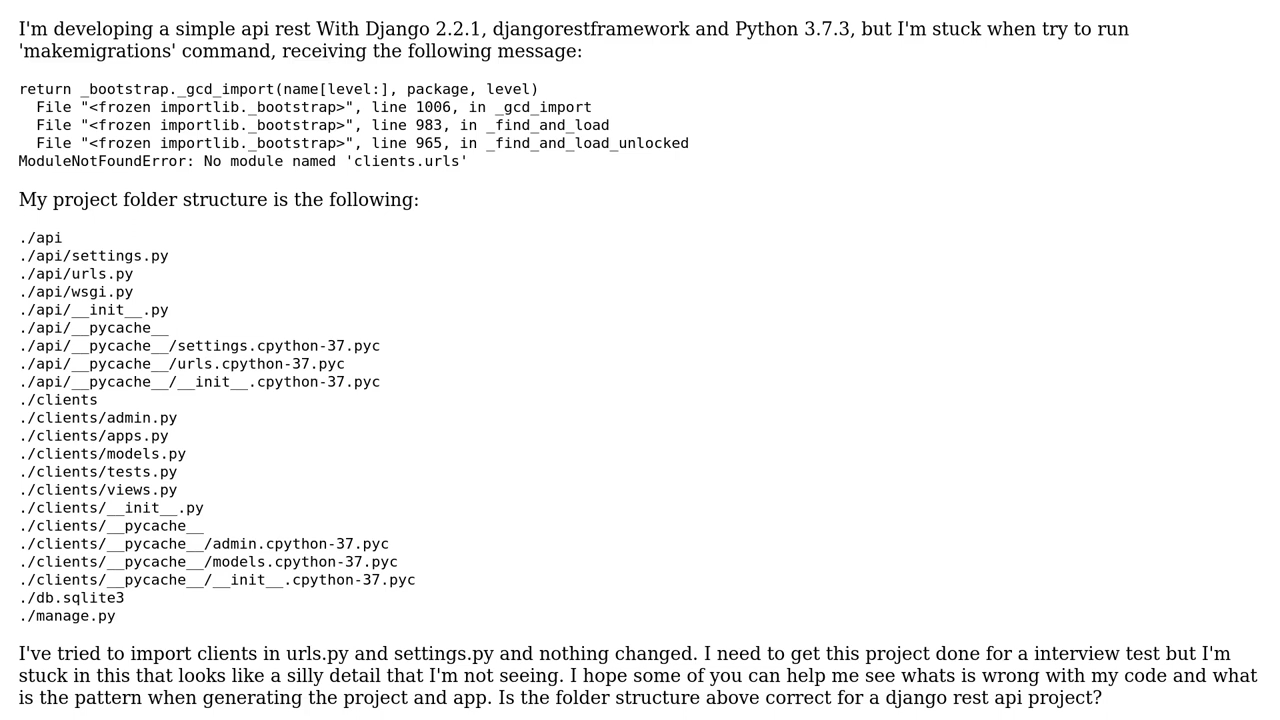 I'm developing a simple api rest With Django 2.2.1, djangorestframework and Python 3.7.3, but I'm stuck when try to run
'makemigrations' command, receiving the following message:
return _bootstrap._gcd_import(name[level:], package, level)
  File "<frozen importlib._bootstrap>", line 1006, in _gcd_import
  File "<frozen importlib._bootstrap>", line 983, in _find_and_load
  File "<frozen importlib._bootstrap>", line 965, in _find_and_load_unlocked
ModuleNotFoundError: No module named 'clients.urls'
My project folder structure is the following:
./api
./api/settings.py
./api/urls.py
./api/wsgi.py
./api/__init__.py
./api/__pycache__
./api/__pycache__/settings.cpython-37.pyc
./api/__pycache__/urls.cpython-37.pyc
./api/__pycache__/__init__.cpython-37.pyc
./clients
./clients/admin.py
./clients/apps.py
./clients/models.py
./clients/tests.py
./clients/views.py
./clients/__init__.py
./clients/__pycache__
./clients/__pycache__/admin.cpython-37.pyc
./clients/__pycache__/models.cpython-37.pyc
./clients/__pycache__/__init__.cpython-37.pyc
./db.sqlite3
./manage.py
I've tried to import clients in urls.py and settings.py and nothing changed. I need to get this project done for a interview test but I'm
stuck in this that looks like a silly detail that I'm not seeing. I hope some of you can help me see whats is wrong with my code and what
is the pattern when generating the project and app. Is the folder structure above correct for a django rest api project?